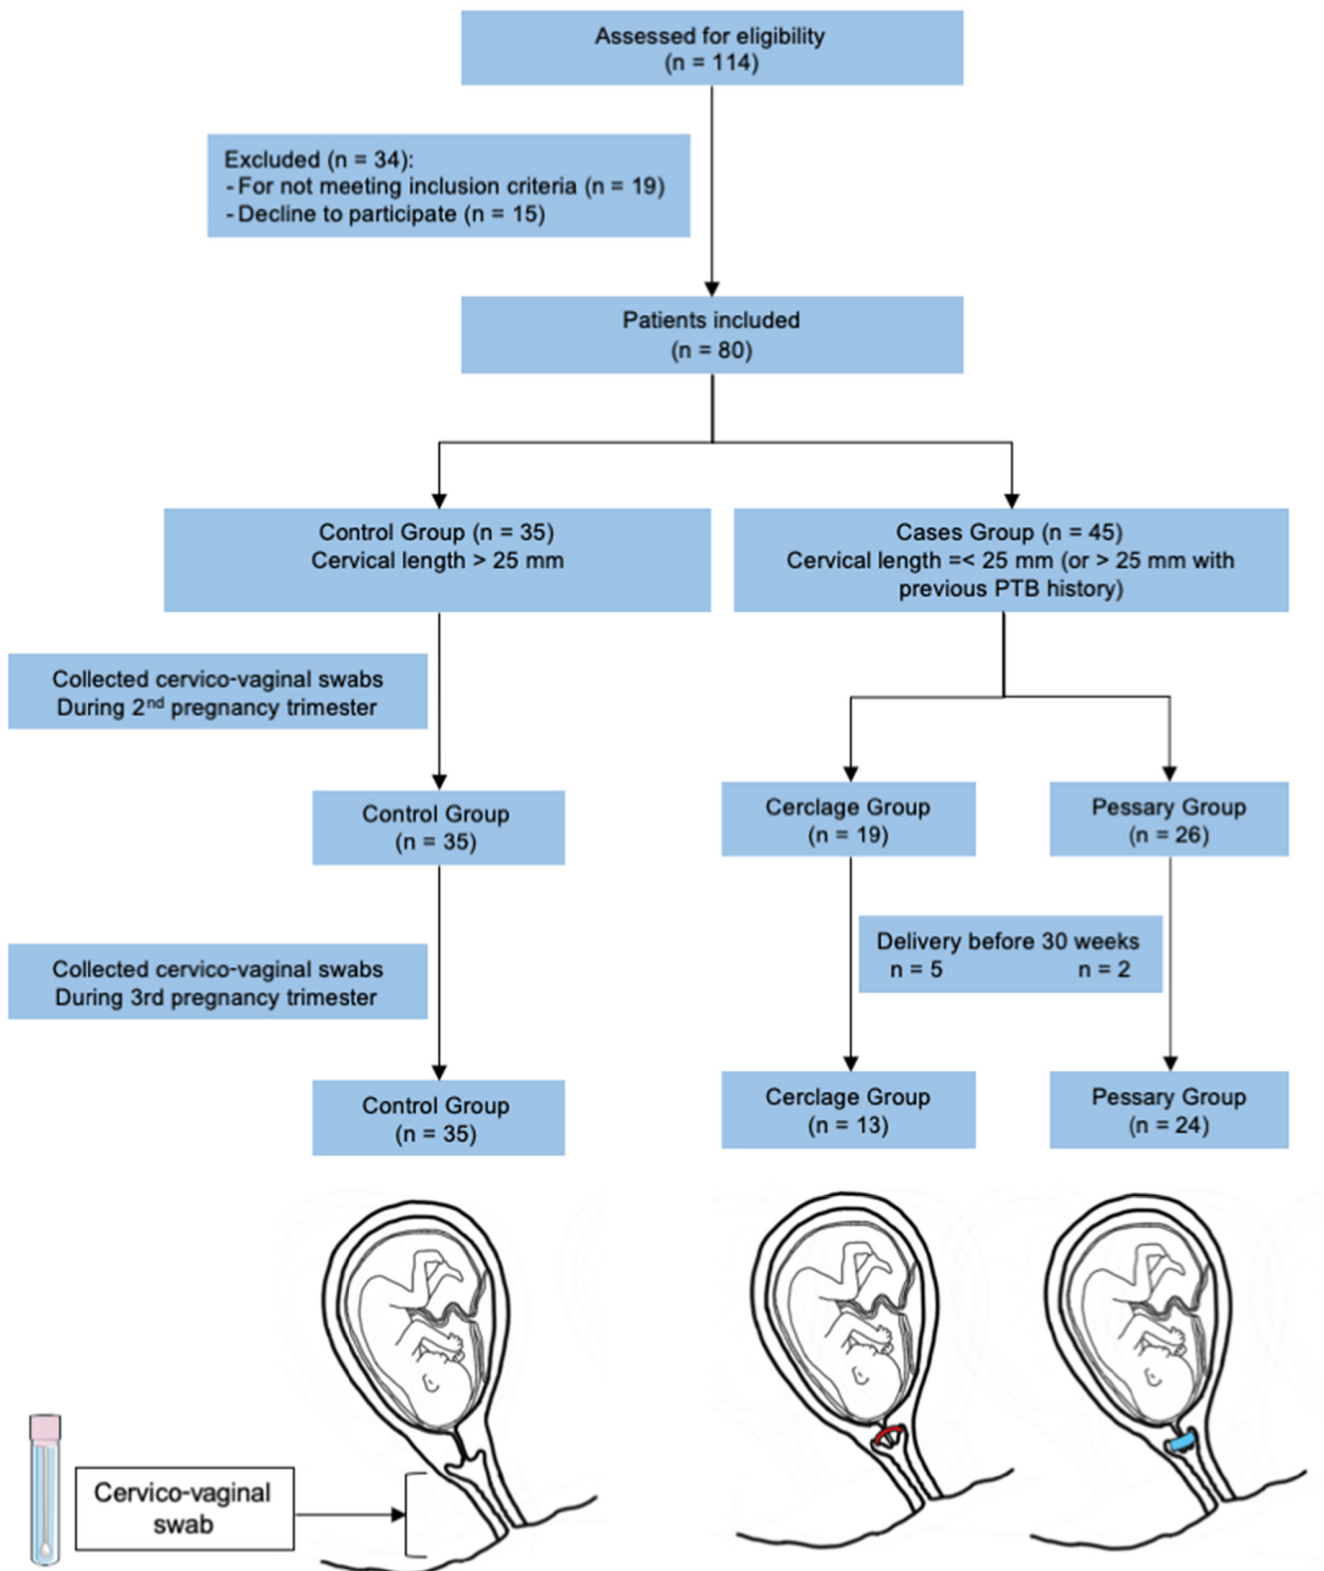 Assessed for eligibility
(n = 114)
Excluded (n = 34):
- For not meeting inclusion criteria (n = 19)
- Decline to participate (n = 15)
Patients included
(n = 80)
Control Group (n = 35)
Cervical length > 25 mm
Cases Group (n = 45)
Cervical length =< 25 mm (or > 25 mm with
previous PTB history)
Collected cervico-vaginal swabs
During 2nd pregnancy trimester
Control Group
(n = 35)
Cerclage Group
(n = 19)
Pessary Group
(n = 26)
Delivery before 30 weeks
n = 5 n = 2
Collected cervico-vaginal swabs
During 3rd pregnancy trimester
Control Group
(n = 35)
Cerclage Group
(n = 13)
Pessary Group
(n = 24)
Cervico-vaginal
swab